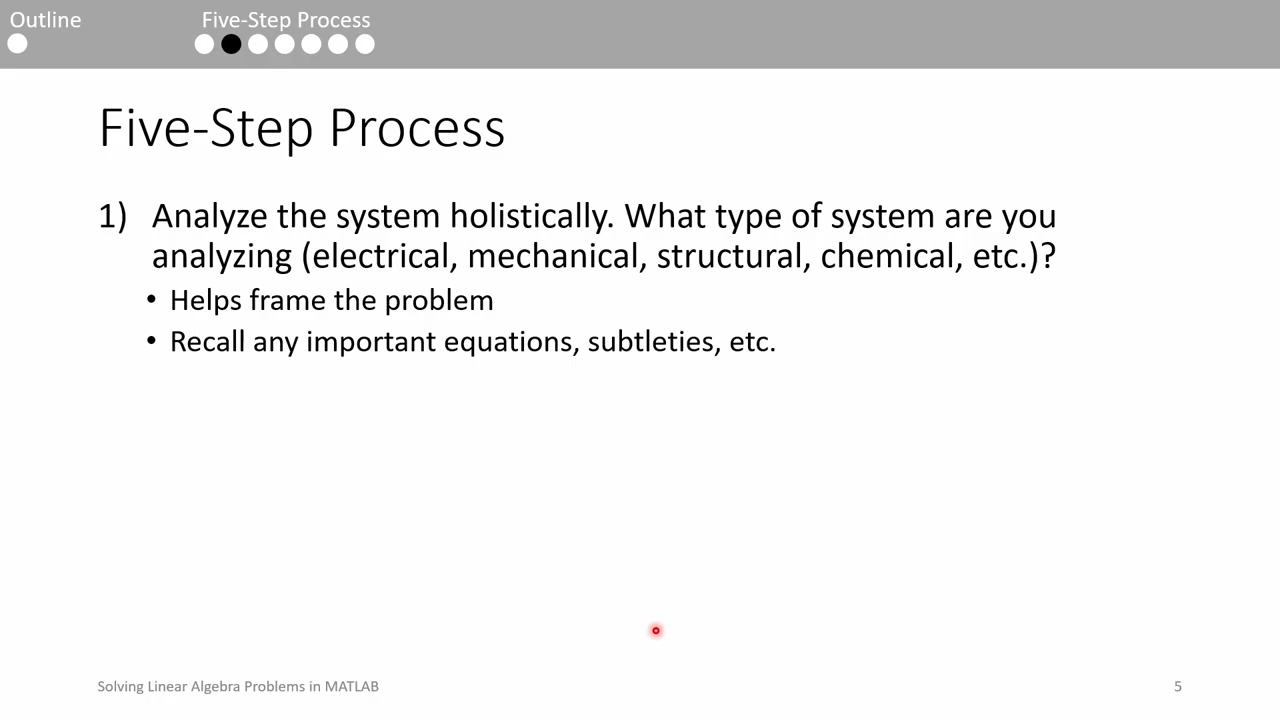 Outline
Five-Step Process
Five-Step Process
1) Analyze the system holistically. What type of system are you
analyzing (electrical, mechanical, structural, chemical, etc.)?
• Helps frame the problem
• Recall any important equations, subtleties, etc.
Solving Linear Algebra Problems in MATLAB
5